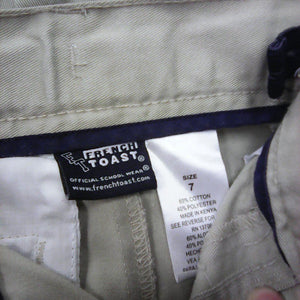 FT FRENCH
TOAST®
OFFICIAL SCHOOL WEAR®
www.frenchtoast.com
SIZE
7
60% COTTON
40% POLYESTER
MADE IN KENYA
SEE REVERSE FOR